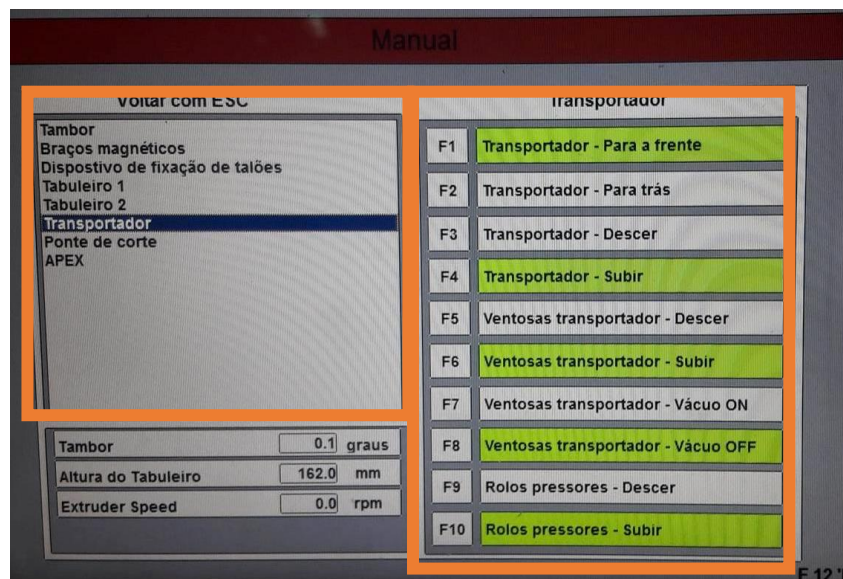 Manual
Voltar com ESC
Tambor
Braços magnéticos
Dispostivo de fixação de talões
Tabuleiro 1
Tabuleiro 2
Transportador
Ponte de corte
APEX
Tambor 0.1 graus
Altura do Tabuleiro 162.0 mm
Extruder Speed 0.0 rpm
Transportador
F1 Transportador - Para a frente
F2 Transportador - Para trás
F3 Transportador - Descer
F4 Transportador - Subir
F5 Ventosas transportador - Descer
F6 Ventosas transportador - Subir
F7 Ventosas transportador - Vácuo ON
F8 Ventosas transportador - Vácuo OFF
F9 Rolos pressores - Descer
F10 Rolos pressores - Subir